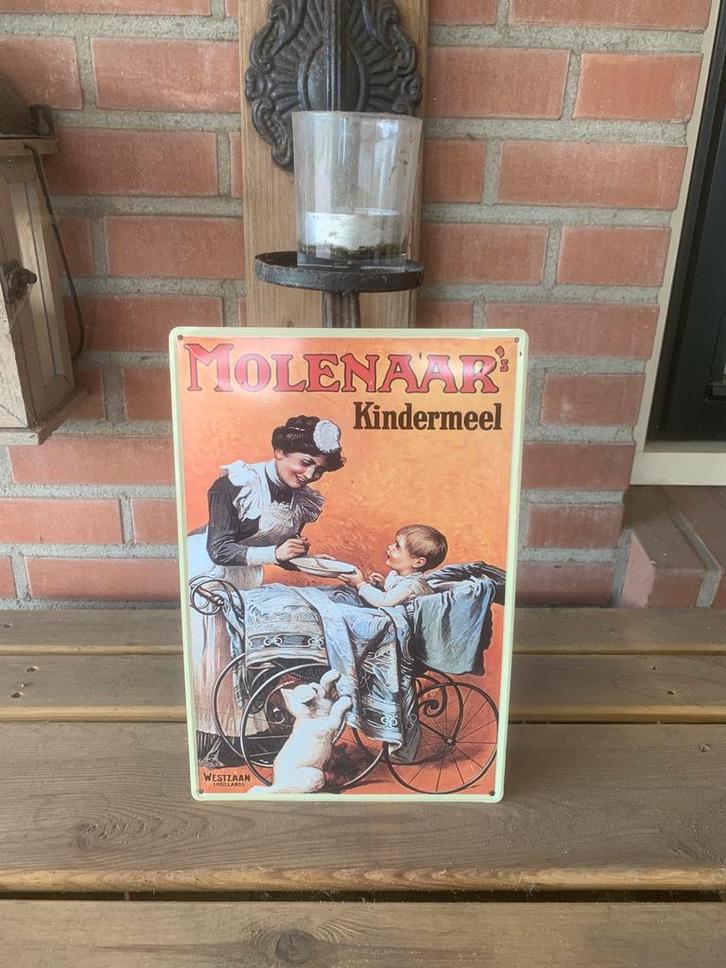 MOLENAAR's
Kindermeel
WESTZAAN
(HOLLAND)